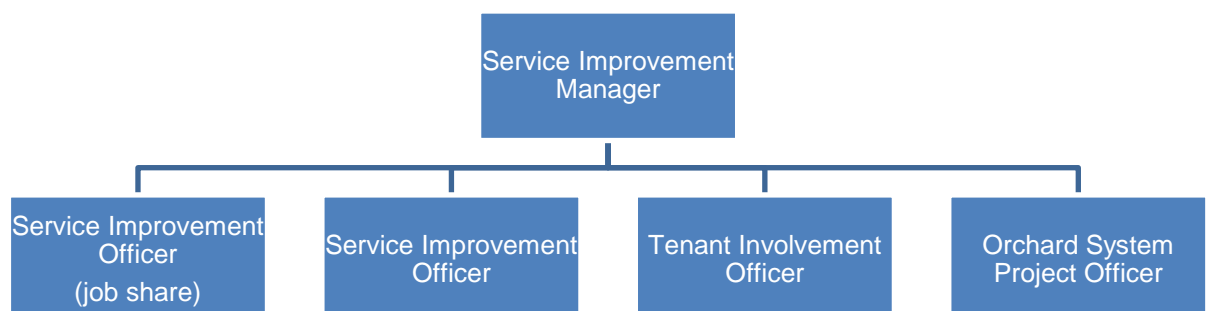 Service Improvement
Manager
Service Improvement
Officer
(job share)
Service Improvement
Officer
Tenant Involvement
Officer
Orchard System
Project Officer